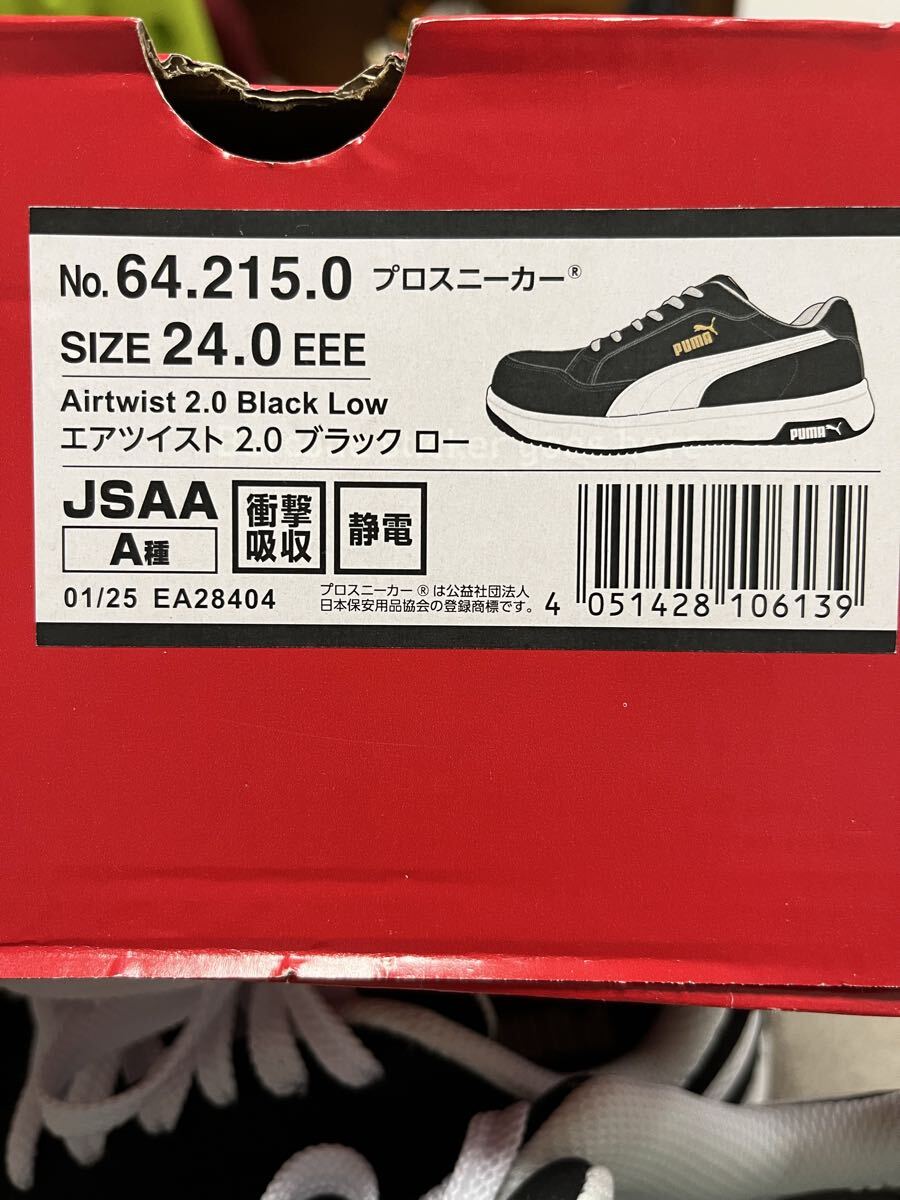 No. 64.215.0 プロスニーカー®
SIZE 24.0 EEE
Airtwist 2.0 Black Low
エアツイスト 2.0 ブラック ロー
PUMA
PUMA
JSAA
A種
衝撃
吸収
静電
01/25 EA28404
プロスニーカー®は公益社団法人
日本保安用品協会の登録商標です。
4 051428 106139